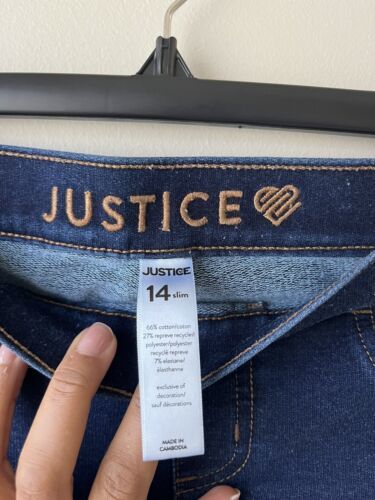 JUSTICE
JUSTICE
14 slim
66% cotton/coton
27% repreve recycled
polyester/polyester
recyclé repreve
7% elastane/
élasthanne
exclusive of
decoration/
sauf décorations
MADE IN
CAMBODIA